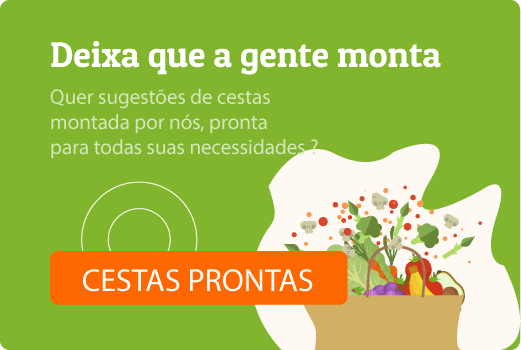 Deixa que a gente monta
Quer sugestões de cestas
montada por nós, pronta
para todas suas necessidades ?
CESTAS PRONTAS